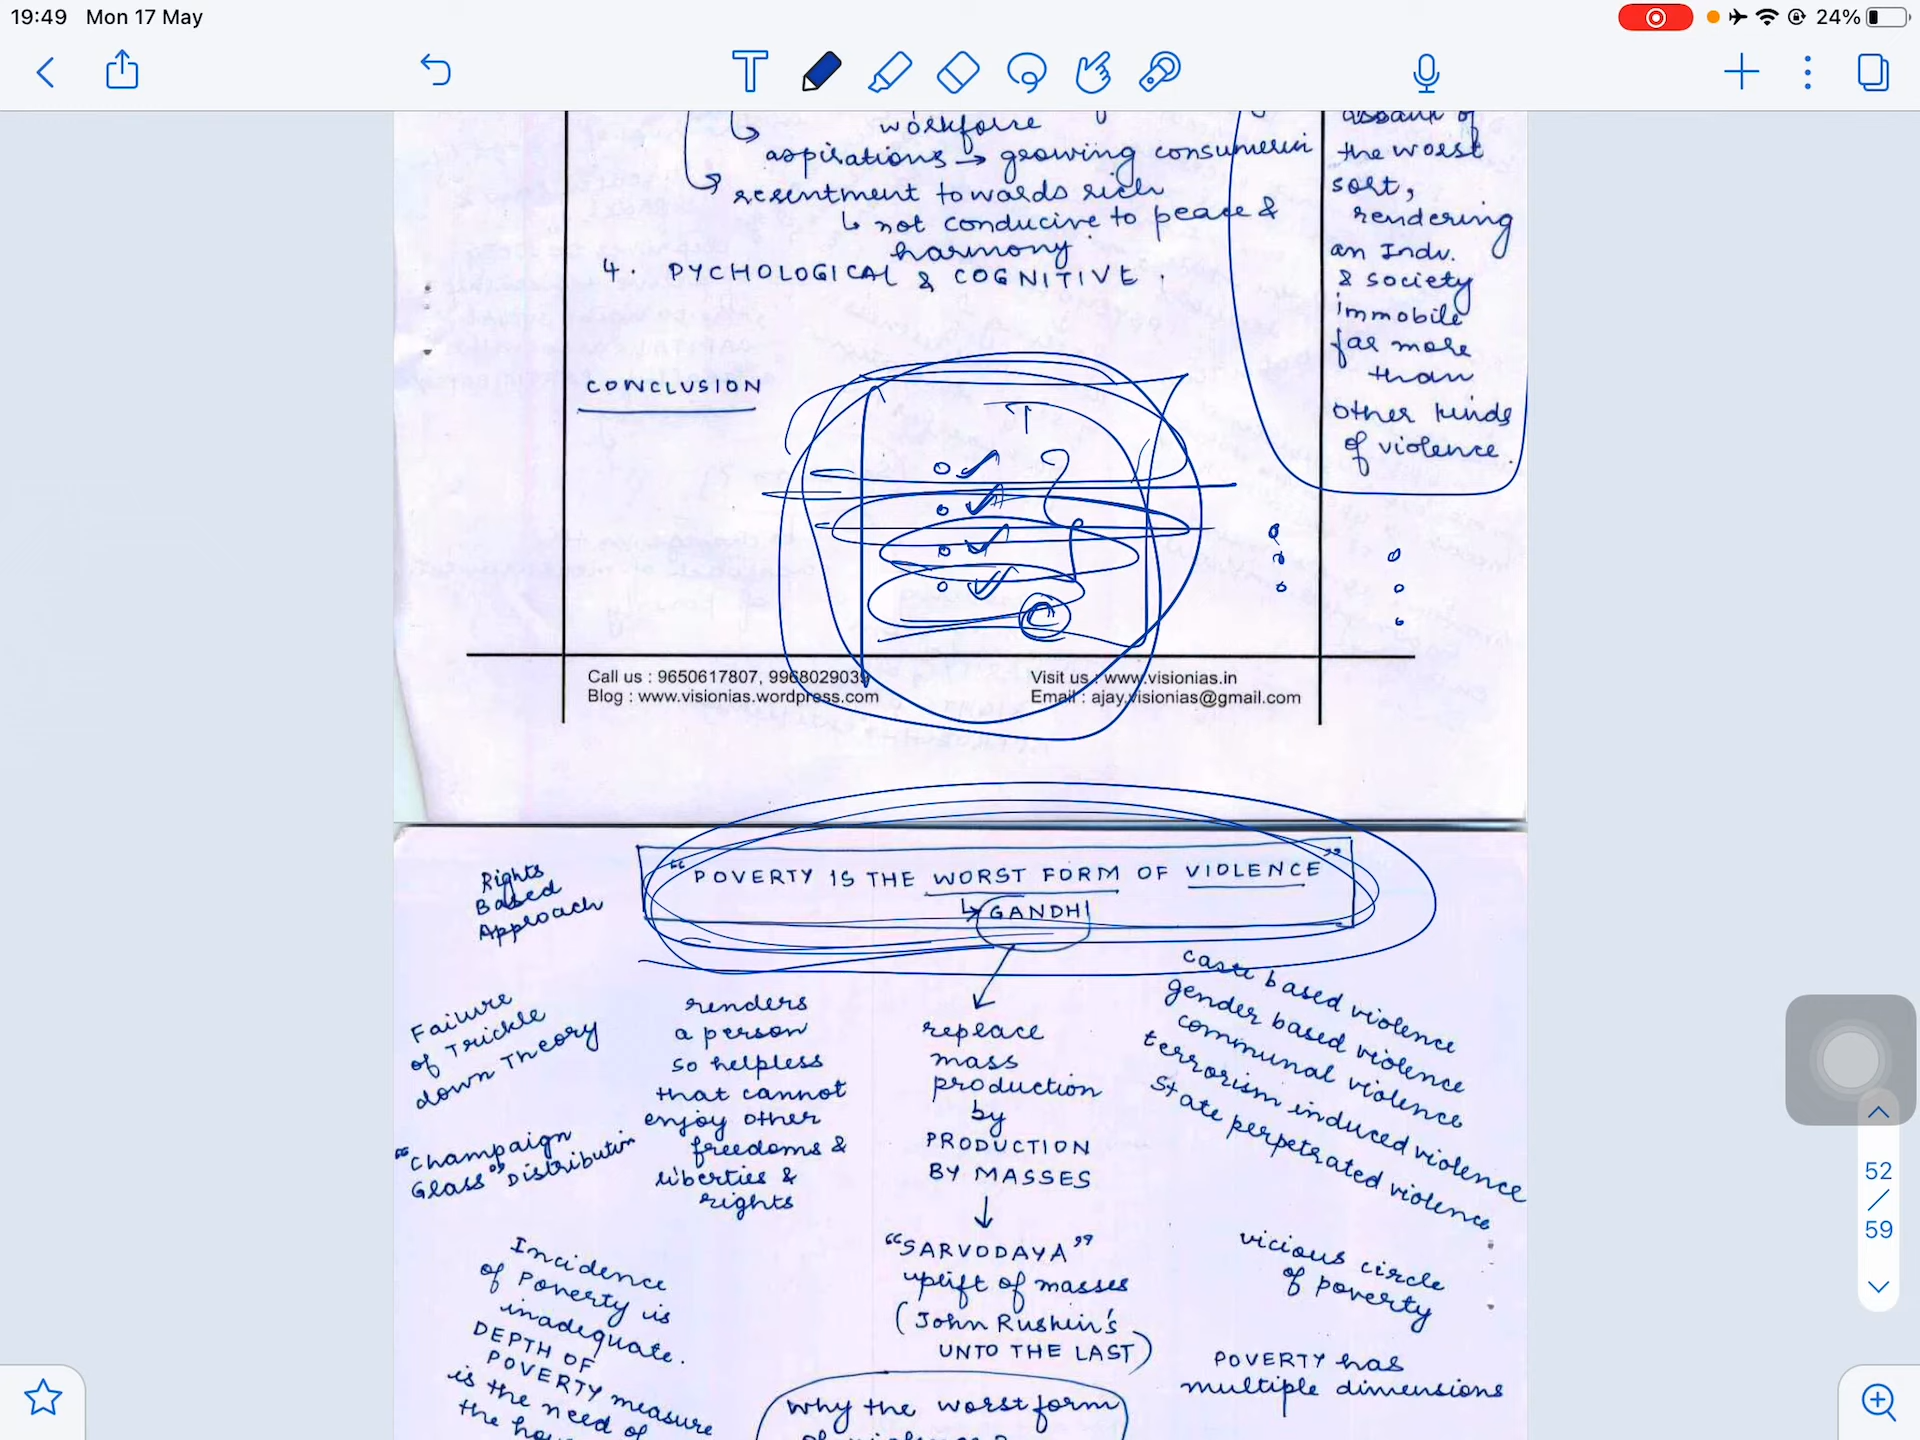 19:49 Mon 17 May
24%
T
workforce
aspirations → growing consumerin
resentment towards rich
↳ not conducive to peace &
harmony.
4. PYCHOLOGICAL & COGNITIVE.
the worst
sort,
rendering
an Indv.
& society
immobile
far more
than
other kinds
of violence.
CONCLUSION
Call us : 9650617807, 9968029039
Blog : www.visionias.wordpress.com
Visit us : www.visionias.in
Email : ajay.visionias@gmail.com
Rights
Based
Approach
"POVERTY IS THE WORST FORM OF VIOLENCE"
↳ GANDHI
Failure
of Trickle
down Theory
"Champaign
Glass" Distribution
Incidence
of Poverty is
inadequate.
DEPTH OF
POVERTY measure
is the need of
renders
a person
so helpless
that cannot
enjoy other
freedoms &
liberties &
rights
replace
mass
production
by
PRODUCTION
BY MASSES
↓
"SARVODAYA"
uplift of masses
(John Ruskin's
UNTO THE LAST)
why the worst form
caste based violence
gender based violence
communal violence
terrorism induced violence
State perpetrated violence
vicious circle
of poverty
POVERTY has
multiple dimensions
52
/
59